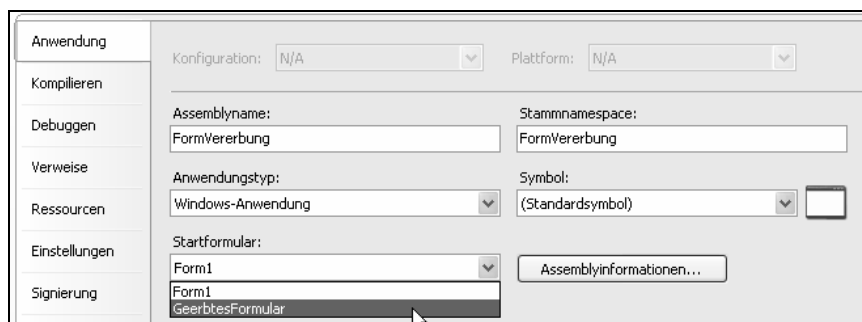 Anwendung
Kompilieren
Debuggen
Verweise
Ressourcen
Einstellungen
Signierung
Konfiguration: N/A Plattform: N/A
Assemblyname: Stammnamespace:
FormVererbung FormVererbung
Anwendungstyp: Symbol:
Windows-Anwendung (Standardsymbol)
Startformular:
Form1 Assemblyinformationen...
Form1
GeerbtesFormular